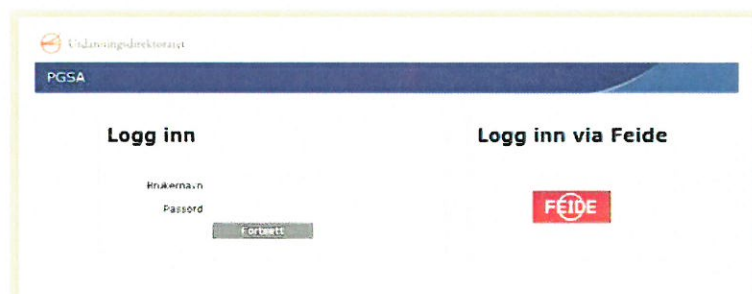 Utdanningsdirektoratet
PGSA
Logg inn
Brukernavn
Passord
Fortsett
Logg inn via Feide
FEIDE